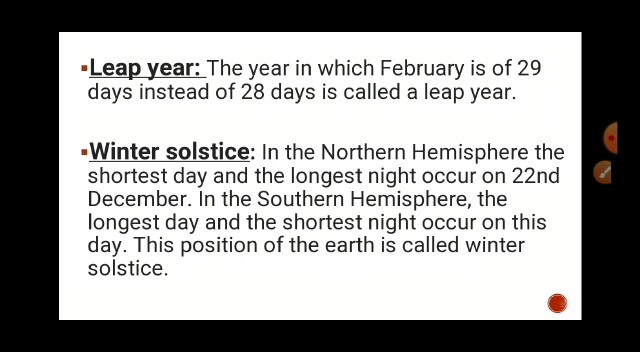 ▪Leap year: The year in which February is of 29
days instead of 28 days is called a leap year.
▪Winter solstice: In the Northern Hemisphere the
shortest day and the longest night occur on 22nd
December. In the Southern Hemisphere, the
longest day and the shortest night occur on this
day. This position of the earth is called winter
solstice.